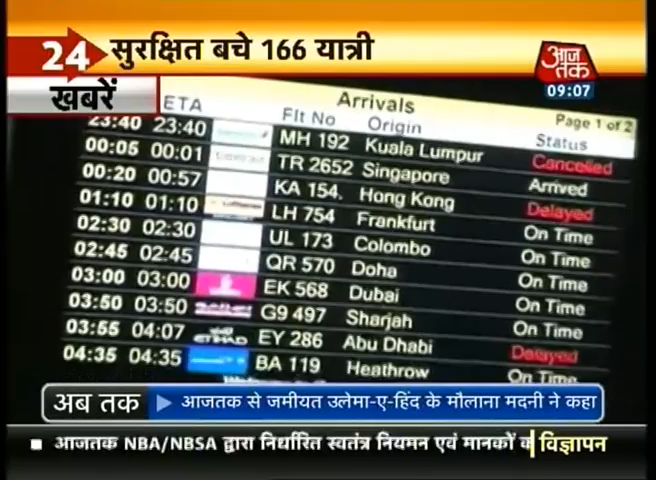 24 सुरक्षित बचे 166 यात्री
खबरें
आज तक
09:07
ETA Arrivals Page 1 of 2
Flt No Origin Status
23:40 23:40 MH 192 Kuala Lumpur Cancelled
00:05 00:01 TR 2652 Singapore Arrived
00:20 00:57 KA 154. Hong Kong Delayed
01:10 01:10 LH 754 Frankfurt On Time
02:30 02:30 UL 173 Colombo On Time
02:45 02:45 QR 570 Doha On Time
03:00 03:00 EK 568 Dubai On Time
03:50 03:50 G9 497 Sharjah On Time
03:55 04:07 ETIHAD EY 286 Abu Dhabi Delayed
04:35 04:35 BA 119 Heathrow On Time
अब तक आजतक से जमीयत उलेमा-ए-हिंद के मौलाना मदनी ने कहा
आजतक NBA/NBSA द्वारा निर्धारित स्वतंत्र नियमन एवं मानकों विज्ञापन